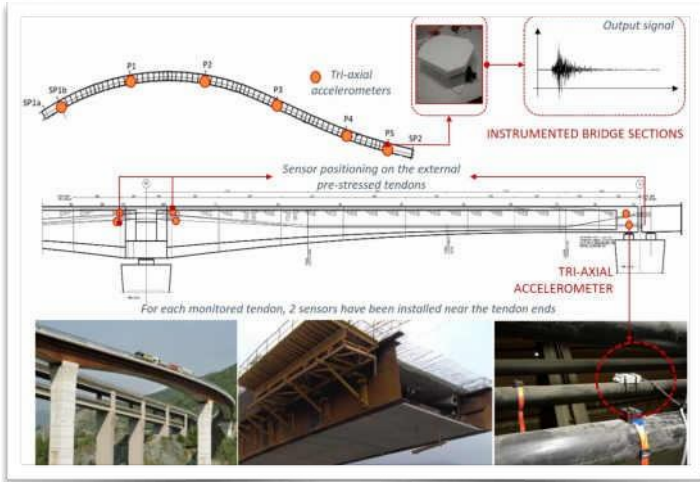 Output signal
P1
P2
Tri-axial
accelerometers
SP1b
SP1a
P3
P4
P5
SP2
INSTRUMENTED BRIDGE SECTIONS
Sensor positioning on the external
pre-stressed tendons
TRI-AXIAL
ACCELEROMETER
For each monitored tendon, 2 sensors have been installed near the tendon ends